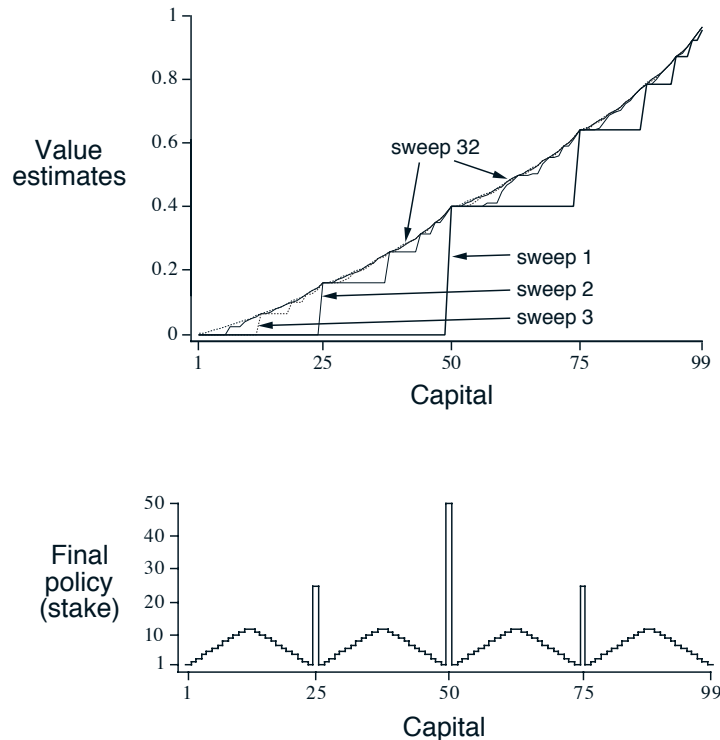 1
0.8
0.6
0.4
0.2
0
Value
estimates
sweep 32
sweep 1
sweep 2
sweep 3
1 25 50 75 99
Capital
50
40
30
20
10
1
Final
policy
(stake)
1 25 50 75 99
Capital